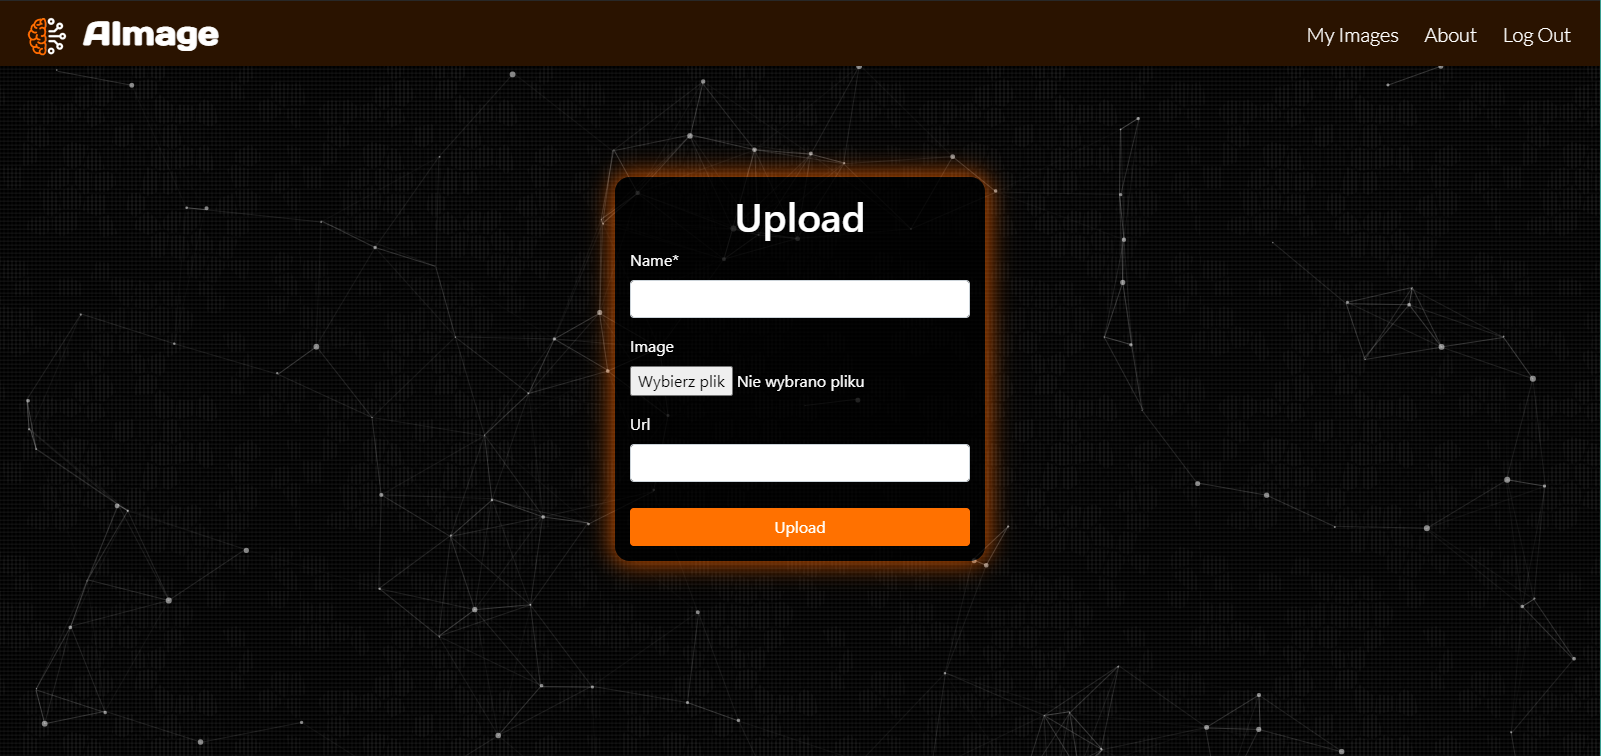 AImage
My Images About Log Out
Upload
Name*
Image
Wybierz plik Nie wybrano pliku
Url
Upload